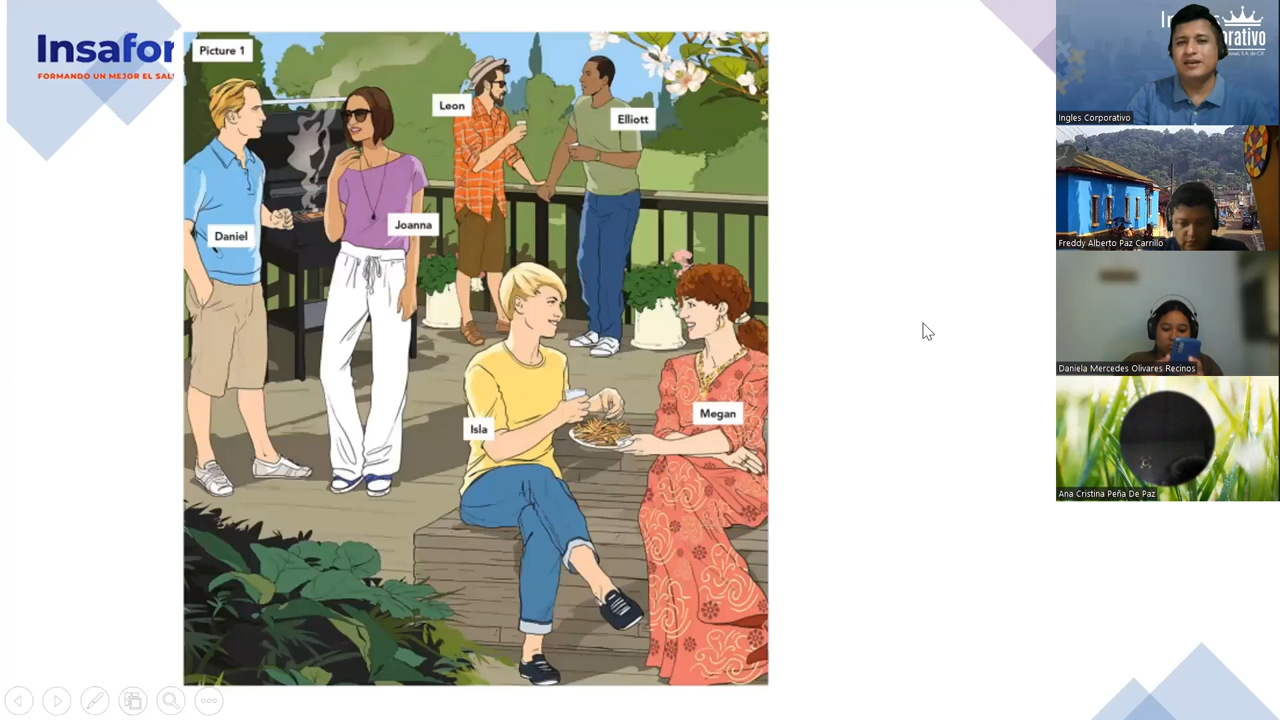 Insafor
FORMANDO UN MEJOR EL SAL
Picture 1
Leon
Elliott
Daniel
Joanna
Isla
Megan
Ingles Corporativo
Freddy Alberto Paz Carrillo
Daniela Mercedes Olivares Recinos
Ana Cristina Peña De Paz